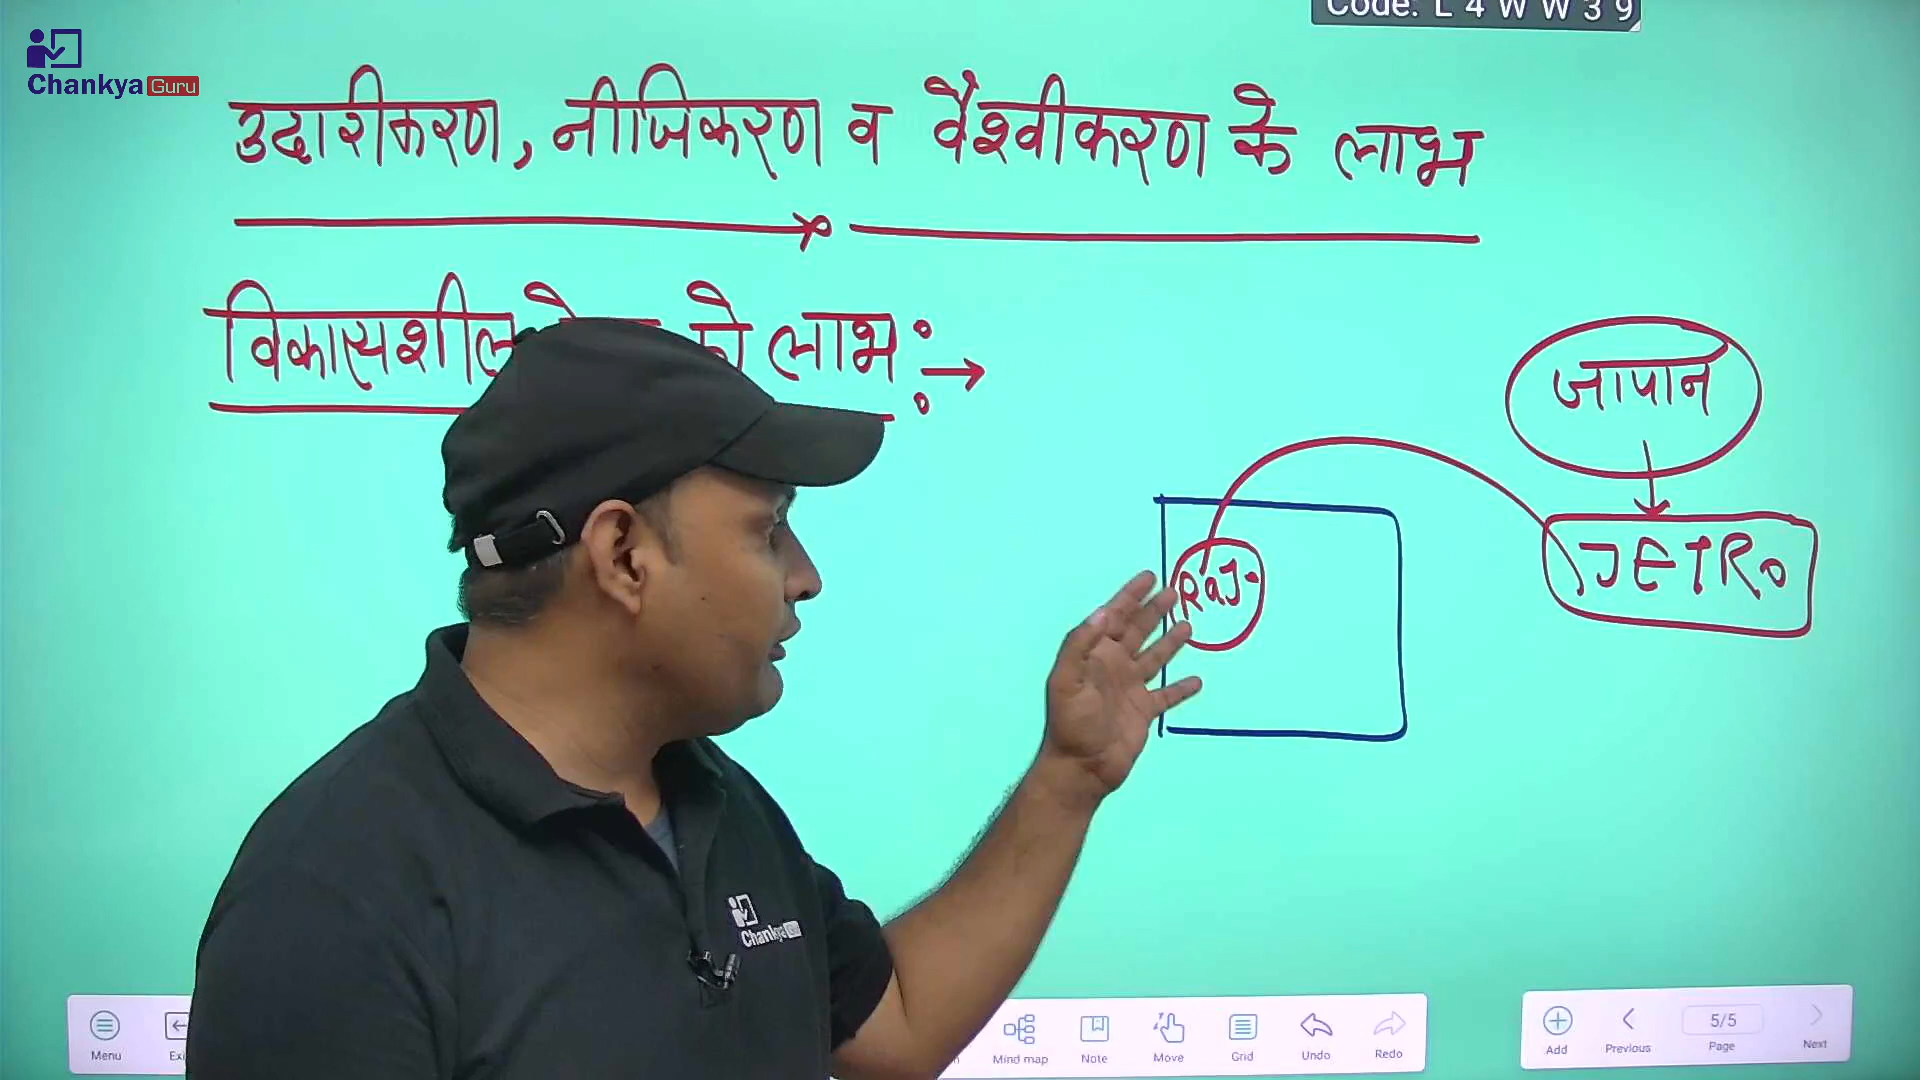 Code: L 4 W W 3 9
Chankya Guru
उदारीकरण, नीजिकरण व वैश्वीकरण के लाभ
विकासशील को लाभ :→
जापान
JETRO
Raj.
Chankya
Menu
Mind map
Note
Move
Grid
Undo
Redo
Add
Previous
5/5
Page
Next